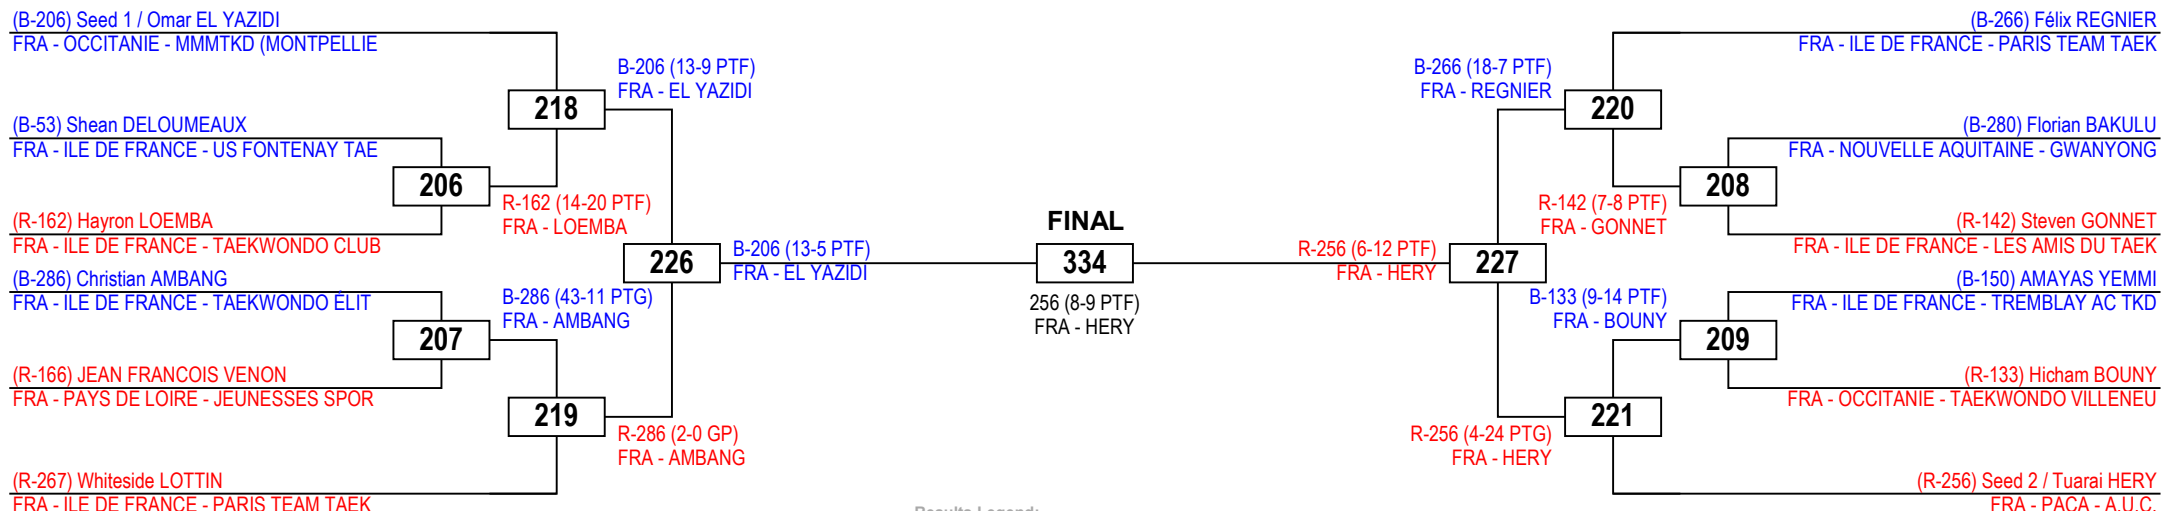 (B-206) Seed 1 / Omar EL YAZIDI
FRA - OCCITANIE - MMMTKD (MONTPELLIE
B-206 (13-9 PTF)
FRA - EL YAZIDI
218
(B-53) Shean DELOUMEAUX
FRA - ILE DE FRANCE - US FONTENAY TAE
206
R-162 (14-20 PTF)
FRA - LOEMBA
(R-162) Hayron LOEMBA
FRA - ILE DE FRANCE - TAEKWONDO CLUB
226
B-206 (13-5 PTF)
FRA - EL YAZIDI
(B-286) Christian AMBANG
FRA - ILE DE FRANCE - TAEKWONDO ÉLIT
B-286 (43-11 PTG)
FRA - AMBANG
207
(R-166) JEAN FRANCOIS VENON
FRA - PAYS DE LOIRE - JEUNESSES SPOR
219
R-286 (2-0 GP)
FRA - AMBANG
(R-267) Whiteside LOTTIN
FRA - ILE DE FRANCE - PARIS TEAM TAEK
FINAL
334
256 (8-9 PTF)
FRA - HERY
Results Legend:
(B-266) Félix REGNIER
FRA - ILE DE FRANCE - PARIS TEAM TAEK
B-266 (18-7 PTF)
FRA - REGNIER
220
(B-280) Florian BAKULU
FRA - NOUVELLE AQUITAINE - GWANYONG
208
R-142 (7-8 PTF)
FRA - GONNET
(R-142) Steven GONNET
FRA - ILE DE FRANCE - LES AMIS DU TAEK
R-256 (6-12 PTF)
FRA - HERY
227
(B-150) AMAYAS YEMMI
FRA - ILE DE FRANCE - TREMBLAY AC TKD
B-133 (9-14 PTF)
FRA - BOUNY
209
(R-133) Hicham BOUNY
FRA - OCCITANIE - TAEKWONDO VILLENEU
221
R-256 (4-24 PTG)
FRA - HERY
(R-256) Seed 2 / Tuarai HERY
FRA - PACA - A.U.C.